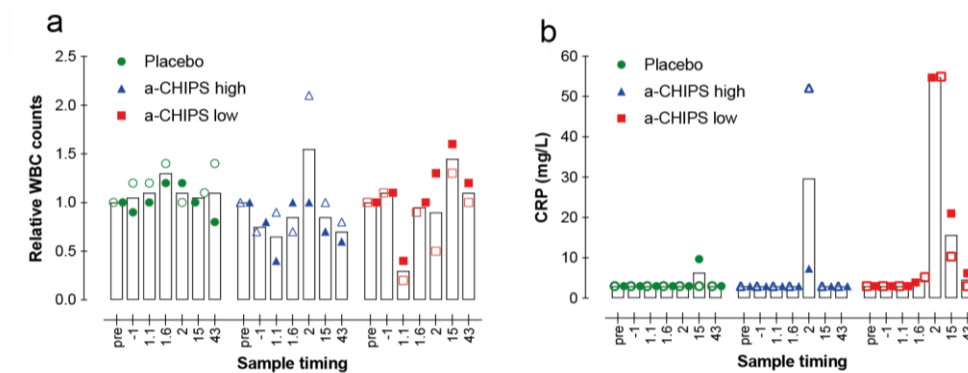 a
2.5
2.0
1.5
1.0
0.5
0.0
Relative WBC counts
Placebo
a-CHIPS high
a-CHIPS low
pre -1 1.1 1.6 2 15 43 pre -1 1.1 1.6 2 15 43 pre -1 1.1 1.6 2 15 43
Sample timing
b
60
50
40
30
20
10
0
CRP (mg/L)
Placebo
a-CHIPS high
a-CHIPS low
pre -1 1.1 1.6 2 15 43 pre -1 1.1 1.6 2 15 43 pre -1 1.1 1.6 2 15 43
Sample timing